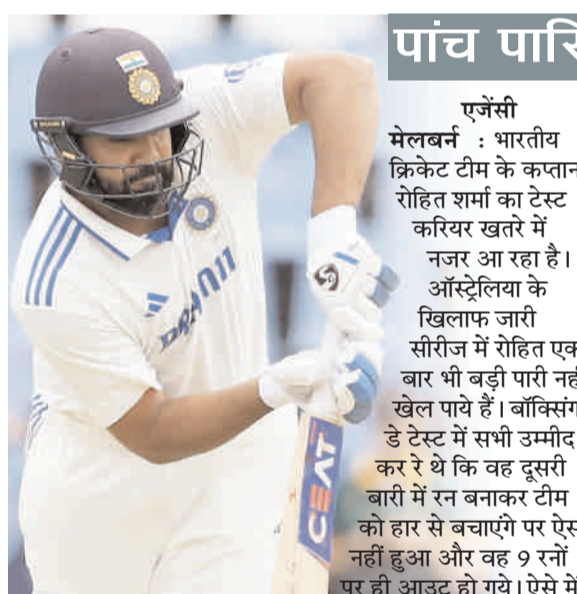 पांच पारि
एजेंसी
मेलबर्न : भारतीय
क्रिकेट टीम के कप्तान
रोहित शर्मा का टेस्ट
करियर खतरे में
नजर आ रहा है।
ऑस्ट्रेलिया के
खिलाफ जारी
सीरीज में रोहित एक
बार भी बड़ी पारी नहीं
खेल पाये हैं। बॉक्सिंग
डे टेस्ट में सभी उम्मीद
कर रे थे कि वह दूसरी
बारी में रन बनाकर टीम
को हार से बचाएंगे पर ऐस
नहीं हुआ और वह 9 रनों
पर ही आउट हो गये। ऐसे में
DREAM11
CEAT